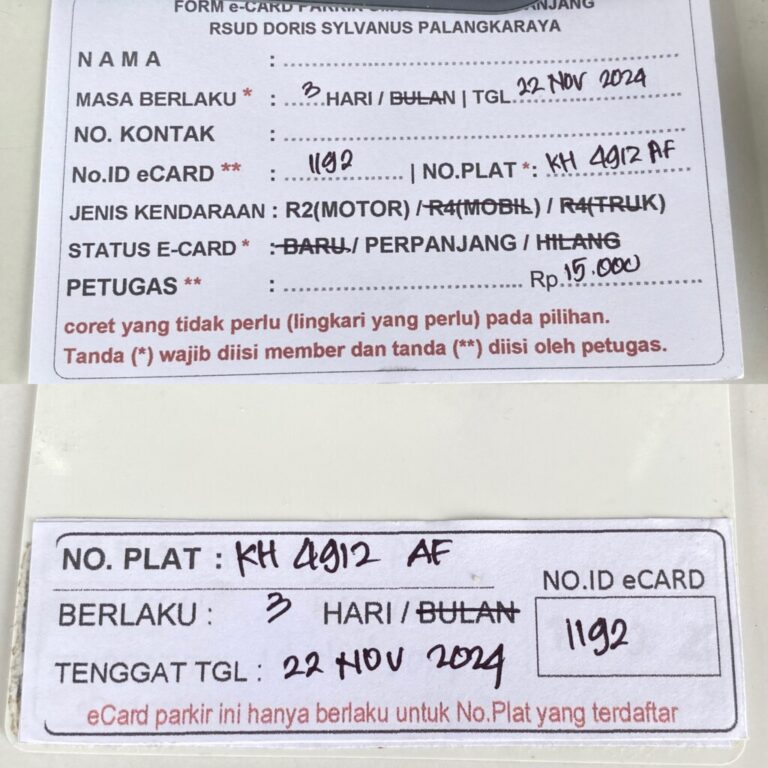 FORM e-CARD PARKIR
RSUD DORIS SYLVANUS PALANGKARAYA
NAMA :
MASA BERLAKU * : 3 HARI / BULAN | TGL. 22 NOV 2024
NO. KONTAK :
No.ID eCARD ** : 1192 | NO.PLAT *: KH 4912 AF
JENIS KENDARAAN : R2(MOTOR) / R4(MOBIL) / R4(TRUK)
STATUS E-CARD * : BARU / PERPANJANG / HILANG
PETUGAS ** : Rp 15.000
coret yang tidak perlu (lingkari yang perlu) pada pilihan.
Tanda (*) wajib diisi member dan tanda (**) diisi oleh petugas.
NO. PLAT : KH 4912 AF
NO.ID eCARD
BERLAKU : 3 HARI / BULAN
1192
TENGGAT TGL : 22 NOV 2024
eCard parkir ini hanya berlaku untuk No.Plat yang terdaftar